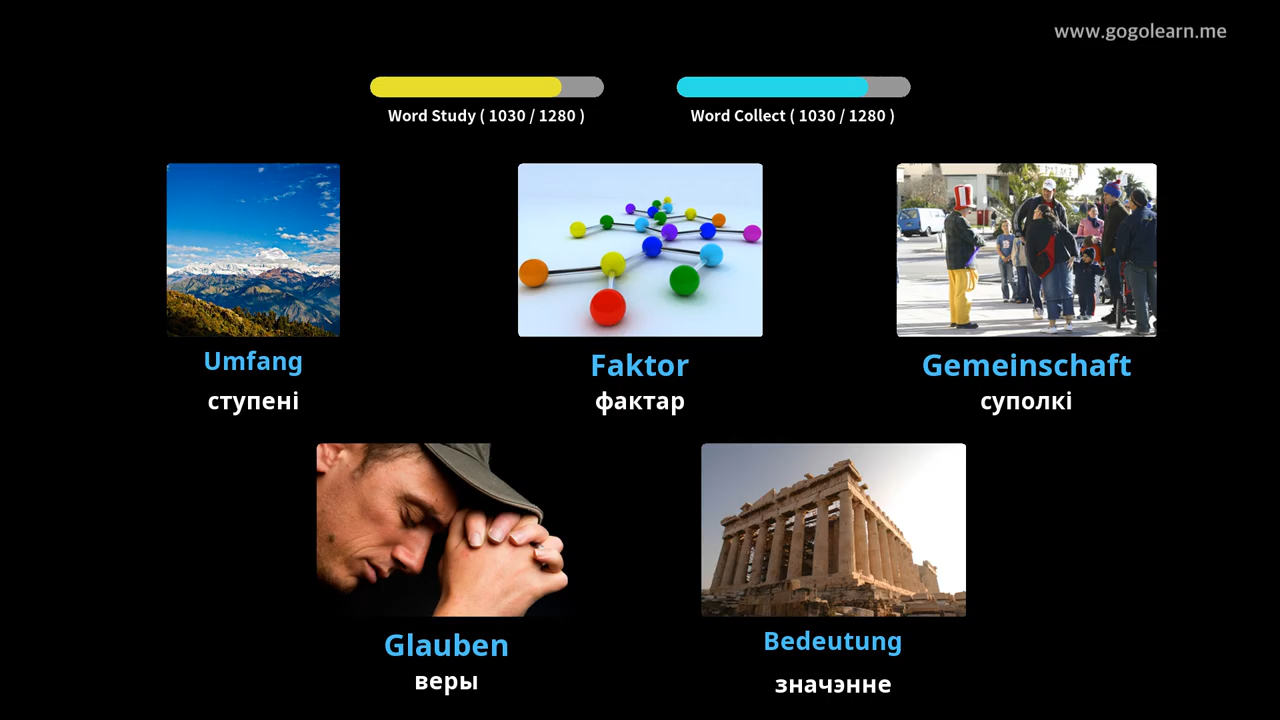 www.gogolearn.me
Word Study ( 1030 / 1280 )
Word Collect ( 1030 / 1280 )
Umfang
ступені
Faktor
фактар
Gemeinschaft
суполкі
Glauben
веры
Bedeutung
значэнне